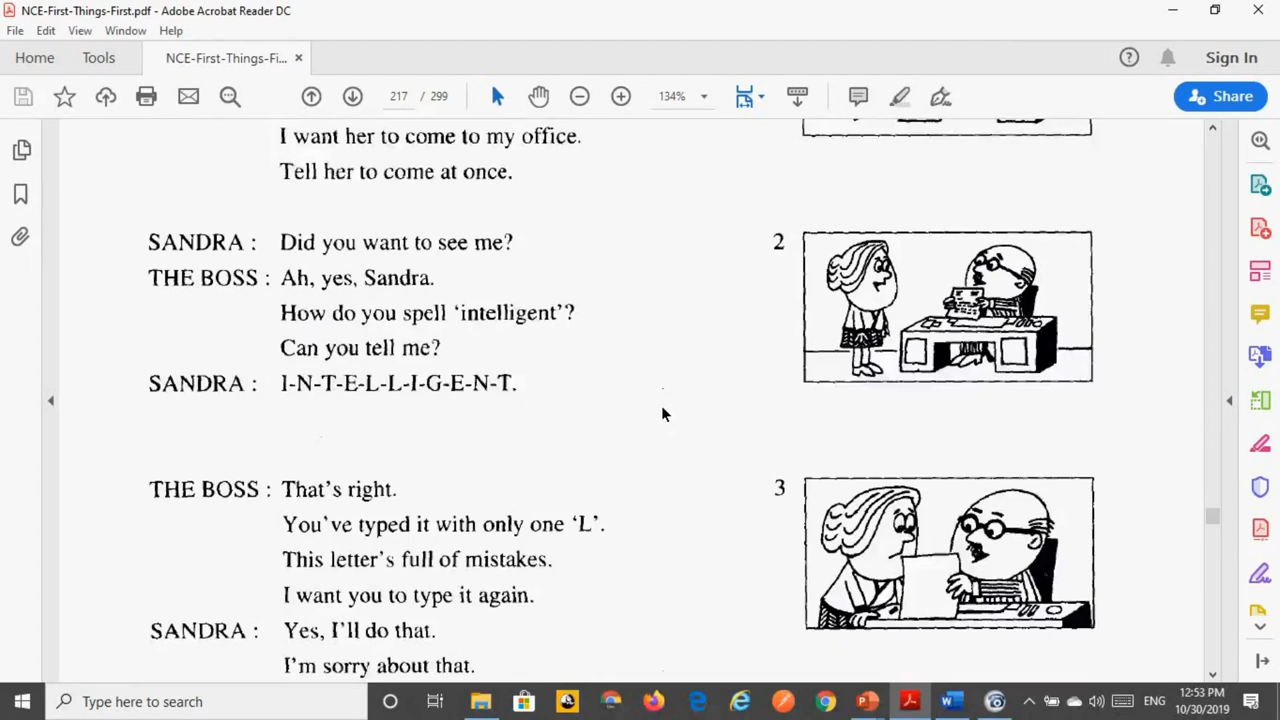 NCE-First-Things-First.pdf - Adobe Acrobat Reader DC
File Edit View Window Help
Home Tools NCE-First-Things-Fi... × Sign In
217 / 299 134% Share
I want her to come to my office.
Tell her to come at once.
SANDRA : Did you want to see me? 2
THE BOSS : Ah, yes, Sandra.
How do you spell ‘intelligent’?
Can you tell me?
SANDRA : I-N-T-E-L-L-I-G-E-N-T.
THE BOSS : That’s right. 3
You’ve typed it with only one ‘L’.
This letter’s full of mistakes.
I want you to type it again.
SANDRA : Yes, I’ll do that.
I’m sorry about that.
Type here to search ENG 12:53 PM
10/30/2019